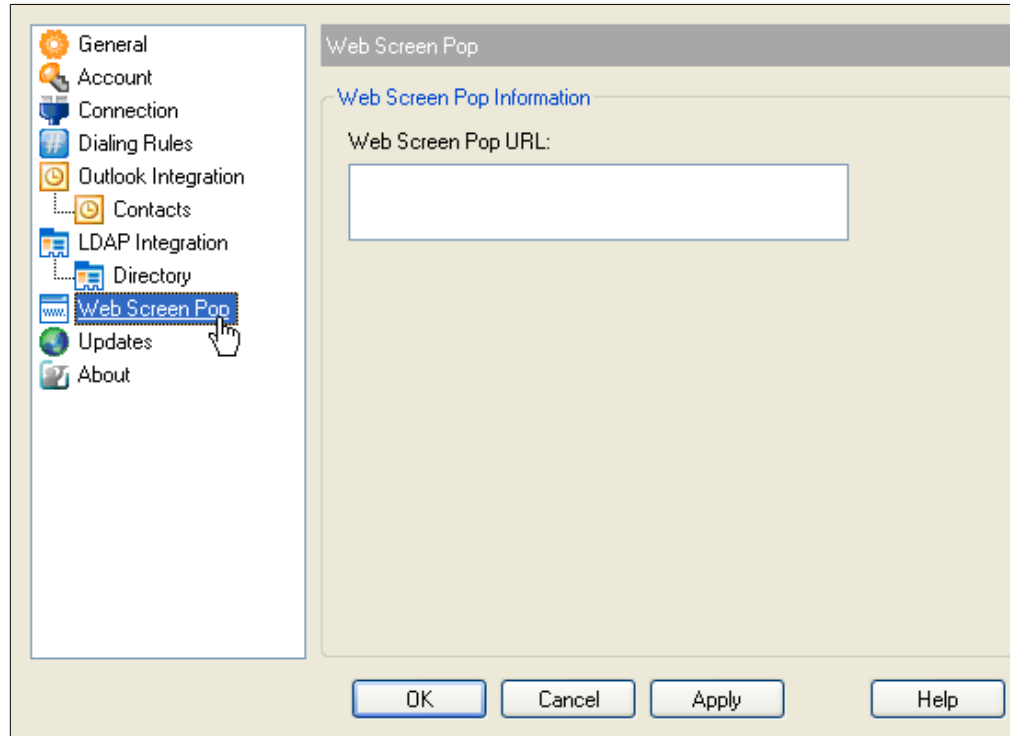 General
Account
Connection
Dialing Rules
Outlook Integration
Contacts
LDAP Integration
Directory
www.
Web Screen Pop
Updates
About
Web Screen Pop
Web Screen Pop Information
Web Screen Pop URL:
OK
Cancel
Apply
Help